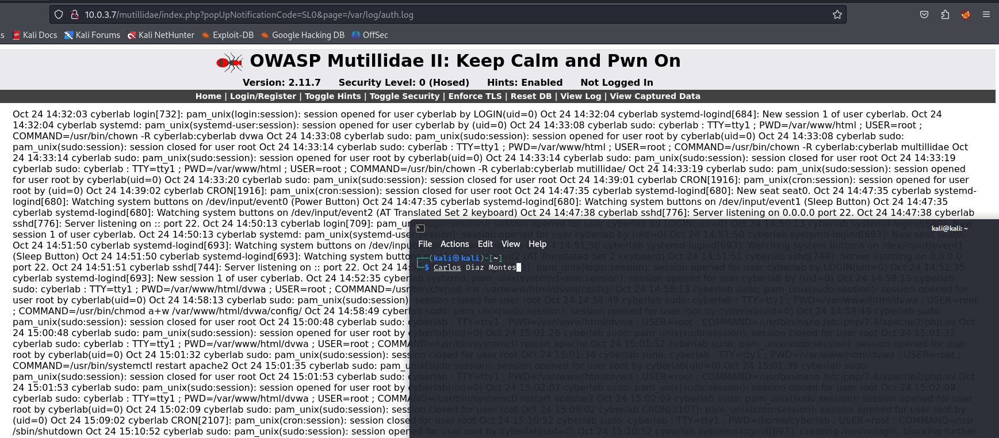 10.0.3.7/mutillidae/index.php?popUpNotificationCode=SL0&page=/var/log/auth.log
s Kali Docs Kali Forums Kali NetHunter Exploit-DB Google Hacking DB OffSec
OWASP Mutillidae II: Keep Calm and Pwn On
Version: 2.11.7 Security Level: 0 (Hosed) Hints: Enabled Not Logged In
Home | Login/Register | Toggle Hints | Toggle Security | Enforce TLS | Reset DB | View Log | View Captured Data
Oct 24 14:32:03 cyberlab login[732]: pam_unix(login:session): session opened for user cyberlab by LOGIN(uid=0) Oct 24 14:32:04 cyberlab systemd-logind[684]: New session 1 of user cyberlab. Oct 24
14:32:04 cyberlab systemd: pam_unix(systemd-user:session): session opened for user cyberlab by (uid=0) Oct 24 14:33:08 cyberlab sudo: cyberlab : TTY=tty1 ; PWD=/var/www/html ; USER=root ;
COMMAND=/usr/bin/chown -R cyberlab:cyberlab dvwa Oct 24 14:33:08 cyberlab sudo: pam_unix(sudo:session): session opened for user root by cyberlab(uid=0) Oct 24 14:33:08 cyberlab sudo:
pam_unix(sudo:session): session closed for user root Oct 24 14:33:14 cyberlab sudo: cyberlab : TTY=tty1 ; PWD=/var/www/html ; USER=root ; COMMAND=/usr/bin/chown -R cyberlab:cyberlab multillidae Oct
24 14:33:14 cyberlab sudo: pam_unix(sudo:session): session opened for user root by cyberlab(uid=0) Oct 24 14:33:14 cyberlab sudo: pam_unix(sudo:session): session closed for user root Oct 24 14:33:19
cyberlab sudo: cyberlab : TTY=tty1 ; PWD=/var/www/html ; USER=root ; COMMAND=/usr/bin/chown -R cyberlab:cyberlab mutillidae/ Oct 24 14:33:19 cyberlab sudo: pam_unix(sudo:session): session opened
for user root by cyberlab(uid=0) Oct 24 14:33:20 cyberlab sudo: pam_unix(sudo:session): session closed for user root Oct 24 14:39:01 cyberlab CRON[1916]: pam_unix(cron:session): session opened for user
root by (uid=0) Oct 24 14:39:02 cyberlab CRON[1916]: pam_unix(cron:session): session closed for user root Oct 24 14:47:35 cyberlab systemd-logind[680]: New seat seat0. Oct 24 14:47:35 cyberlab systemd-
logind[680]: Watching system buttons on /dev/input/event0 (Power Button) Oct 24 14:47:35 cyberlab systemd-logind[680]: Watching system buttons on /dev/input/event1 (Sleep Button) Oct 24 14:47:35
cyberlab systemd-logind[680]: Watching system buttons on /dev/input/event2 (AT Translated Set 2 keyboard) Oct 24 14:47:38 cyberlab sshd[776]: Server listening on 0.0.0.0 port 22. Oct 24 14:47:38 cyberlab
sshd[776]: Server listening on :: port 22. Oct 24 14:50:13 cyberlab login[709]: pam_unix(login:session): session opened for user cyberlab by LOGIN(uid=0) Oct 24 14:50:13 cyberlab systemd-logind[680]: New
session 1 of user cyberlab. Oct 24 14:50:13 cyberlab systemd: pam_unix(systemd-user:session): session opened for user cyberlab by (uid=0) Oct 24 14:51:50 cyberlab systemd-logind[693]: New seat seat0.
Oct 24 14:51:50 cyberlab systemd-logind[693]: Watching system buttons on /dev/input
(Sleep Button) Oct 24 14:51:50 cyberlab systemd-logind[693]: Watching system buttons
port 22. Oct 24 14:51:51 cyberlab sshd[744]: Server listening on :: port 22. Oct 24 14:52
cyberlab systemd-logind[693]: New session 1 of user cyberlab. Oct 24 14:52:35 cyberlab systemd: pam_unix(systemd-user:session): session opened for user cyberlab by (uid=0) Oct 24 14:58:13 cyberlab
sudo: cyberlab : TTY=tty1 ; PWD=/var/www/html/dvwa ; USER=root ; COMMAND=/usr/bin/chmod +w /var/www/html/dvwa/config/ Oct 24 14:58:13 cyberlab sudo: pam_unix(sudo:session): session opened for
user root by cyberlab(uid=0) Oct 24 14:58:13 cyberlab sudo: pam_unix(sudo:session): session closed for user root Oct 24 14:58:49 cyberlab sudo: cyberlab : TTY=tty1 ; PWD=/var/www/html/dvwa ; USER=root
; COMMAND=/usr/bin/chmod a+w /var/www/html/dvwa/config/ Oct 24 14:58:49 cyberlab sudo: pam_unix(sudo:session): session opened for user root by cyberlab(uid=0) Oct 24 14:58:49 cyberlab sudo:
pam_unix(sudo:session): session closed for user root Oct 24 15:00:48 cyberlab sudo: cyberlab : TTY=tty1 ; PWD=/var/www/html/dvwa ; USER=root ; COMMAND=/usr/bin/nano /etc/php/7.4/apache2/php.ini Oct
24 15:00:48 cyberlab sudo: pam_unix(sudo:session): session opened for user root by cyberlab(uid=0) Oct 24 15:01:26 cyberlab sudo: pam_unix(sudo:session): session closed for user root Oct 24 15:01:32
cyberlab sudo: cyberlab : TTY=tty1 ; PWD=/var/www/html/dvwa ; USER=root ; COMMAND=/usr/bin/systemctl restart apache Oct 24 15:01:32 cyberlab sudo: pam_unix(sudo:session): session opened for user
root by cyberlab(uid=0) Oct 24 15:01:32 cyberlab sudo: pam_unix(sudo:session): session closed for user root Oct 24 15:01:34 cyberlab sudo: cyberlab : TTY=tty1 ; PWD=/var/www/html/dvwa ; USER=root ;
COMMAND=/usr/bin/systemctl restart apache2 Oct 24 15:01:35 cyberlab sudo: pam_unix(sudo:session): session opened for user root by cyberlab(uid=0) Oct 24 15:01:35 cyberlab sudo:
pam_unix(sudo:session): session closed for user root Oct 24 15:01:53 cyberlab sudo: cyberlab : TTY=tty1 ; PWD=/var/www/html/dvwa ; USER=root ; COMMAND=/usr/bin/nano /etc/php/7.4/apache2/php.ini Oct
24 15:01:53 cyberlab sudo: pam_unix(sudo:session): session opened for user root by cyberlab(uid=0) Oct 24 15:02:07 cyberlab sudo: pam_unix(sudo:session): session closed for user root Oct 24 15:02:09
cyberlab sudo: cyberlab : TTY=tty1 ; PWD=/var/www/html/dvwa ; USER=root ; COMMAND=/usr/bin/systemctl restart apache2 Oct 24 15:02:09 cyberlab sudo: pam_unix(sudo:session): session opened for user
root by cyberlab(uid=0) Oct 24 15:02:09 cyberlab sudo: pam_unix(sudo:session): session closed for user root Oct 24 15:09:02 cyberlab CRON[2107]: pam_unix(cron:session): session opened for user root by
(uid=0) Oct 24 15:09:02 cyberlab CRON[2107]: pam_unix(cron:session): session closed for user root Oct 24 15:10:52 cyberlab sudo: cyberlab : TTY=tty1 ; PWD=/home/cyberlab ; USER=root ; COMMAND=/usr
/sbin/shutdown Oct 24 15:10:52 cyberlab sudo: pam_unix(sudo:session): session opened for user root by cyberlab(uid=0) Oct 24 15:10:52 cyberlab systemd-logind[693]: Creating /run/nologin, blocking further
kali@kali: ~
File Actions Edit View Help
(kali㉿kali)-[~]
$ Carlos Diaz Montes